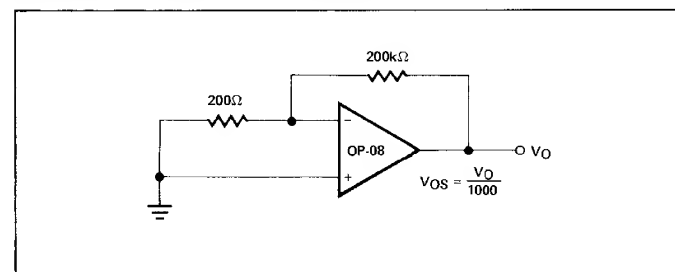 200kΩ
200Ω
−
OP-08
+
VO
VOS = VO
1000